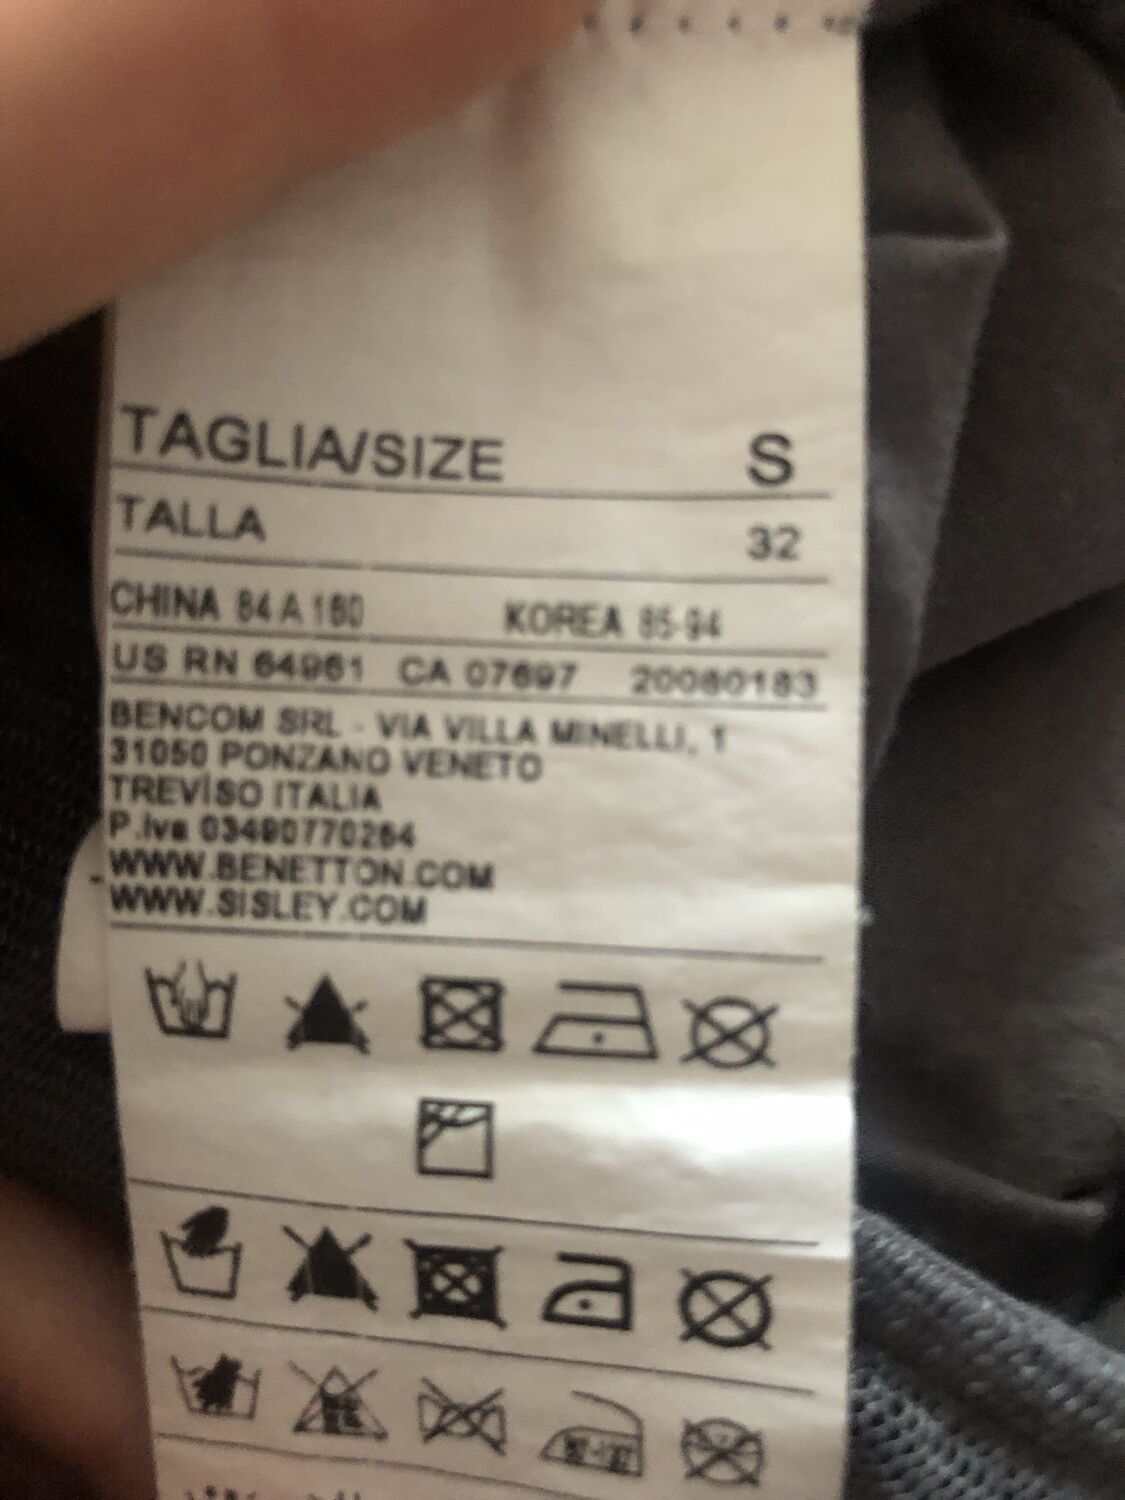 TAGLIA/SIZE S
TALLA 32
CHINA 84 A 160 KOREA 85-94
US RN 64961 CA 07697 20080183
BENCOM SRL - VIA VILLA MINELLI, 1
31050 PONZANO VENETO
TREVISO ITALIA
P.Iva 03490770264
WWW.BENETTON.COM
WWW.SISLEY.COM